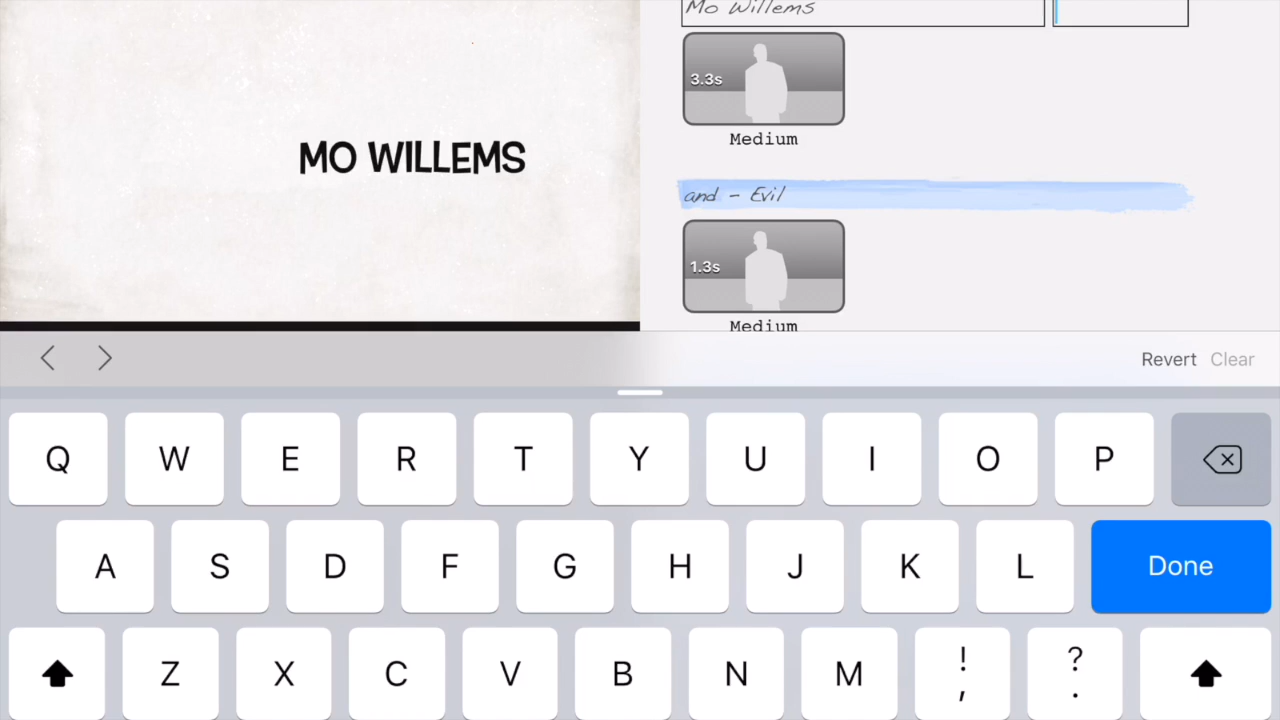 Mo Willems
3.3s
MO WILLEMS
Medium
and - Evil
1.3s
Medium
Revert Clear
Q W E R T Y U I O P
A S D F G H J K L Done
Z X C V B N M ! , ? .